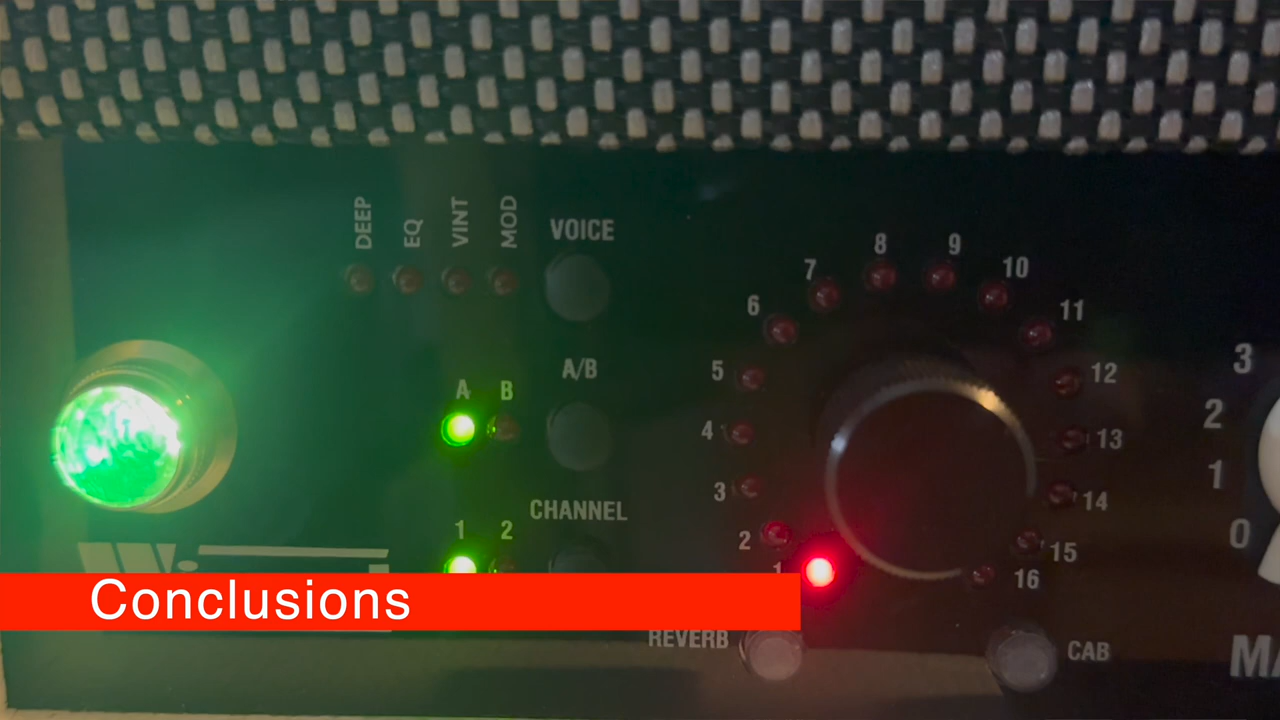 DEEP EQ VINT MOD
VOICE
A/B
A B
CHANNEL
1 2
1 2 3 4 5 6 7 8 9 10 11 12 13 14 15 16
REVERB
CAB
3
2
1
0
Conclusions